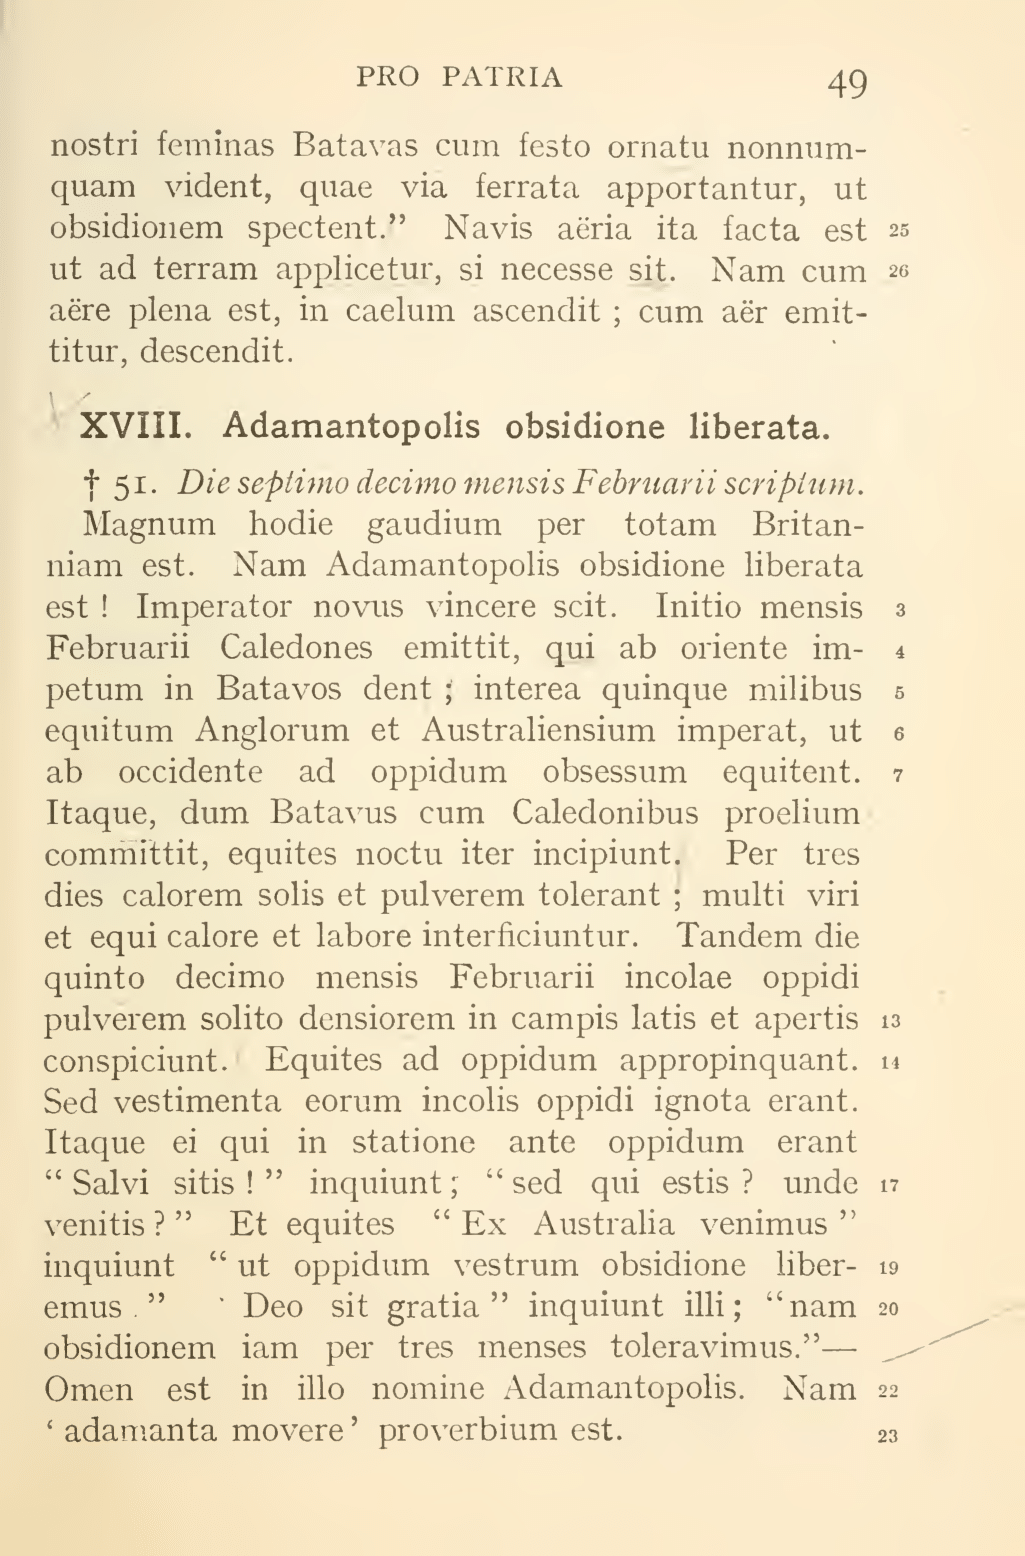 PRO PATRIA 49
nostri feminas Batavas cum festo ornatu nonnum-
quam vident, quae via ferrata apportantur, ut
obsidionem spectent.” Navis aëria ita facta est 25
ut ad terram applicetur, si necesse sit. Nam cum 26
aëre plena est, in caelum ascendit ; cum aër emit-
titur, descendit.
XVIII. Adamantopolis obsidione liberata.
† 51. Die septimo decimo mensis Februarii scriptum.
Magnum hodie gaudium per totam Britan-
niam est. Nam Adamantopolis obsidione liberata
est ! Imperator novus vincere scit. Initio mensis 3
Februarii Caledones emittit, qui ab oriente im- 4
petum in Batavos dent ; interea quinque milibus 5
equitum Anglorum et Australiensium imperat, ut 6
ab occidente ad oppidum obsessum equitent. 7
Itaque, dum Batavus cum Caledonibus proelium
committit, equites noctu iter incipiunt. Per tres
dies calorem solis et pulverem tolerant ; multi viri
et equi calore et labore interficiuntur. Tandem die
quinto decimo mensis Februarii incolae oppidi
pulverem solito densiorem in campis latis et apertis 13
conspiciunt. Equites ad oppidum appropinquant. 14
Sed vestimenta eorum incolis oppidi ignota erant.
Itaque ei qui in statione ante oppidum erant
“ Salvi sitis ! ” inquiunt ; “ sed qui estis ? unde 17
venitis ? ” Et equites “ Ex Australia venimus ”
inquiunt “ ut oppidum vestrum obsidione liber- 19
emus . ” ‘ Deo sit gratia ” inquiunt illi ; “ nam 20
obsidionem iam per tres menses toleravimus.”—
Omen est in illo nomine Adamantopolis. Nam 22
‘ adamanta movere ’ proverbium est. 23